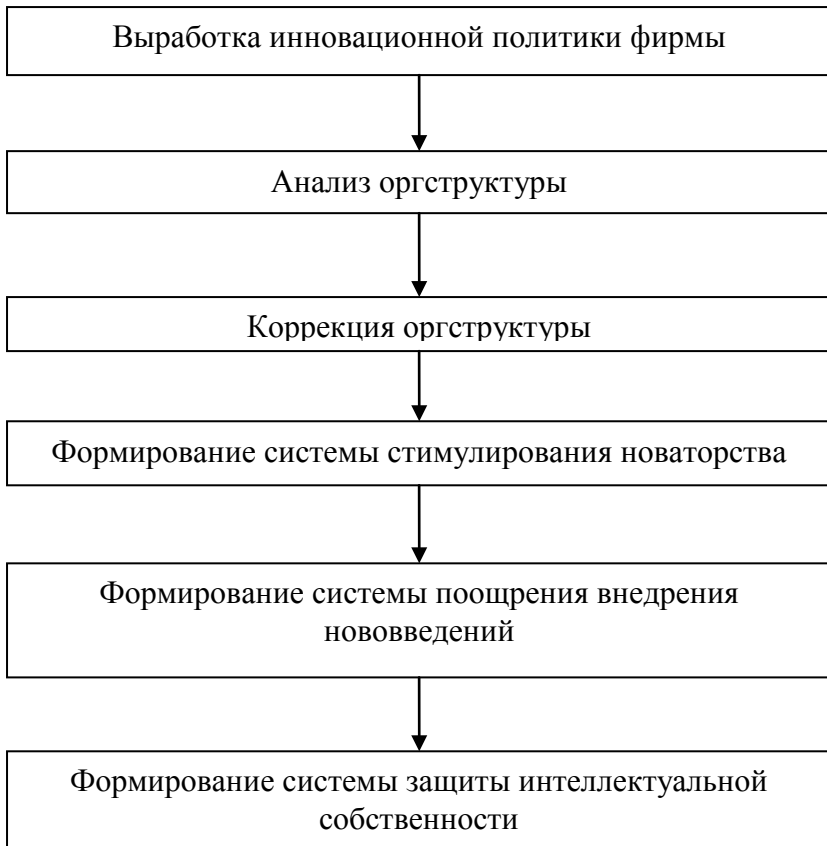 Выработка инновационной политики фирмы
Анализ оргструктуры
Коррекция оргструктуры
Формирование системы стимулирования новаторства
Формирование системы поощрения внедрения
нововведений
Формирование системы защиты интеллектуальной
собственности